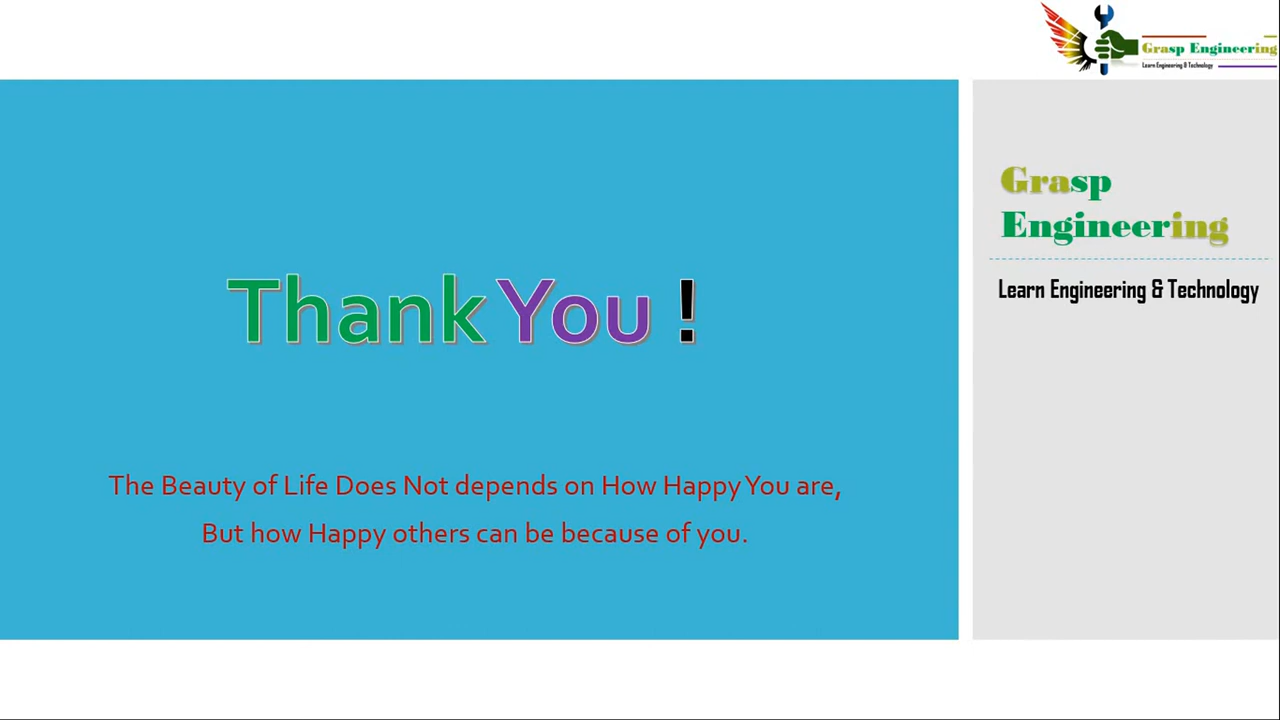 Grasp Engineering
Learn Engineering & Technology
Thank You !
The Beauty of Life Does Not depends on How Happy You are,
But how Happy others can be because of you.
Grasp
Engineering
Learn Engineering & Technology